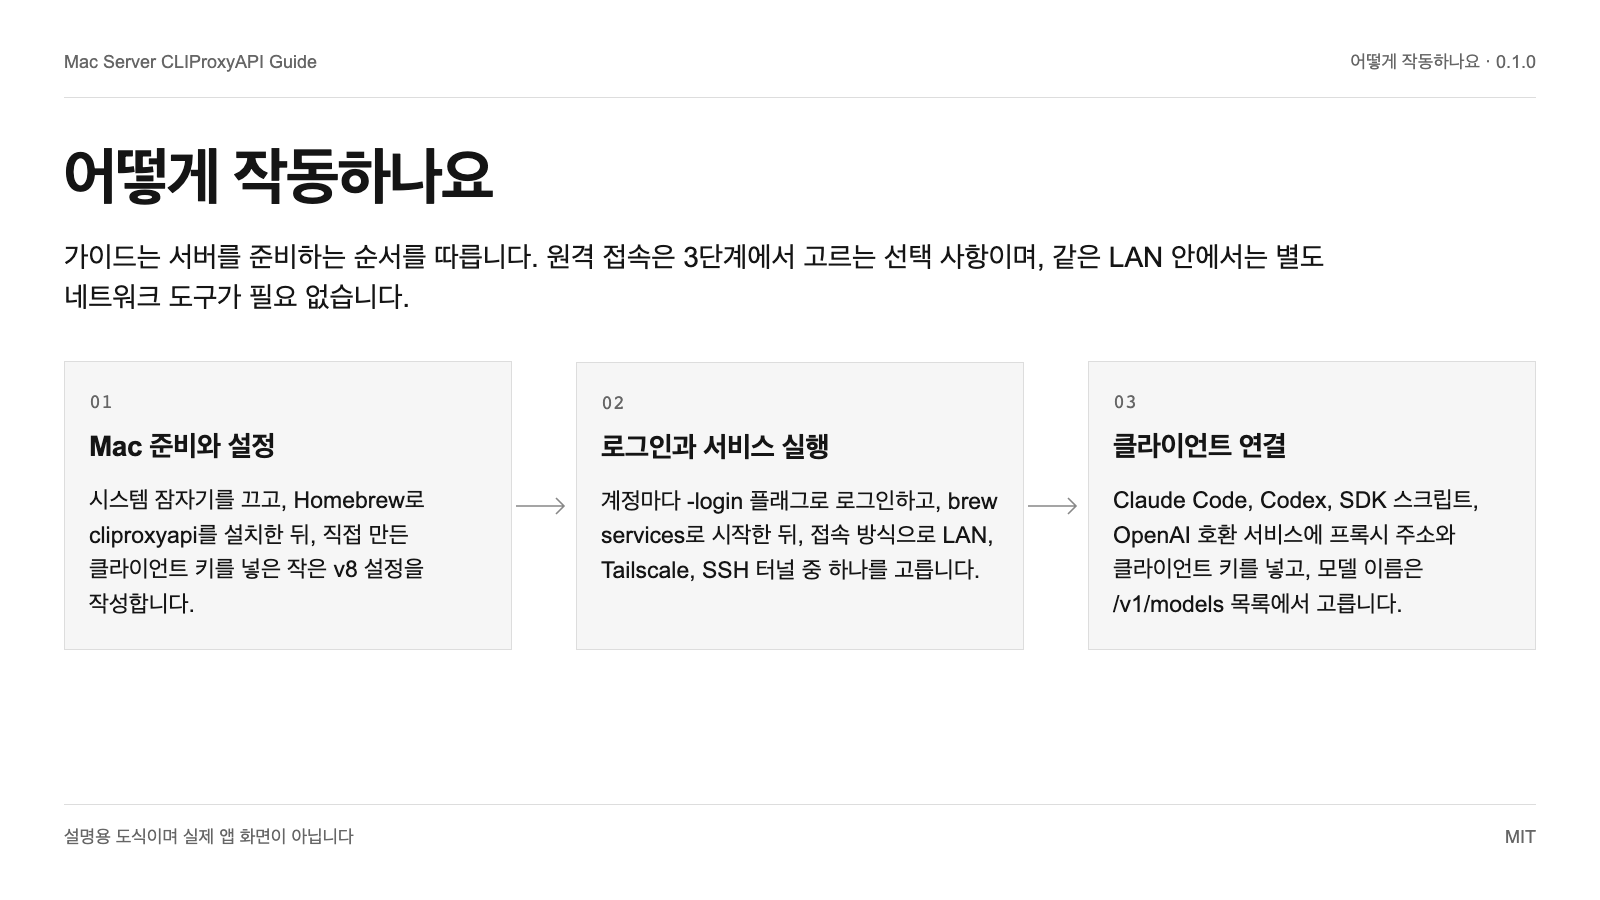 Mac Server CLIProxyAPI Guide
어떻게 작동하나요 · 0.1.0
어떻게 작동하나요
가이드는 서버를 준비하는 순서를 따릅니다. 원격 접속은 3단계에서 고르는 선택 사항이며, 같은 LAN 안에서는 별도
네트워크 도구가 필요 없습니다.
01
Mac 준비와 설정
시스템 잠자기를 끄고, Homebrew로
cliproxyapi를 설치한 뒤, 직접 만든
클라이언트 키를 넣은 작은 v8 설정을
작성합니다.
02
로그인과 서비스 실행
계정마다 -login 플래그로 로그인하고, brew
services로 시작한 뒤, 접속 방식으로 LAN,
Tailscale, SSH 터널 중 하나를 고릅니다.
03
클라이언트 연결
Claude Code, Codex, SDK 스크립트,
OpenAI 호환 서비스에 프록시 주소와
클라이언트 키를 넣고, 모델 이름은
/v1/models 목록에서 고릅니다.
설명용 도식이며 실제 앱 화면이 아닙니다
MIT